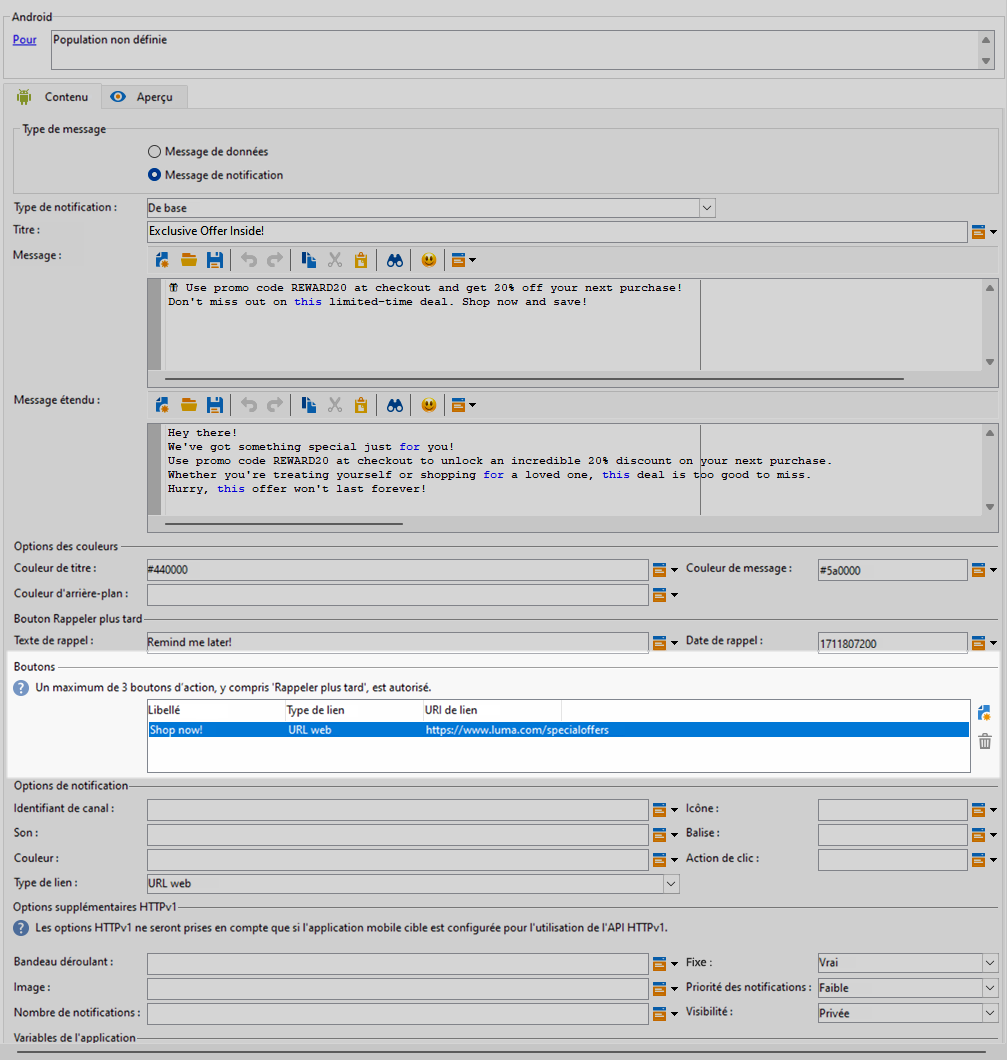 Android
Pour
Population non définie
Contenu
Aperçu
Type de message
Message de données
Message de notification
Type de notification :
De base
Titre :
Exclusive Offer Inside!
Message :
Use promo code REWARD20 at checkout and get 20% off your next purchase!
Don't miss out on this limited-time deal. Shop now and save!
Message étendu :
Hey there!
We've got something special just for you!
Use promo code REWARD20 at checkout to unlock an incredible 20% discount on your next purchase.
Whether you're treating yourself or shopping for a loved one, this deal is too good to miss.
Hurry, this offer won't last forever!
Options des couleurs
Couleur de titre :
#440000
Couleur de message :
#5a0000
Couleur d'arrière-plan :
Bouton Rappeler plus tard
Texte de rappel :
Remind me later!
Date de rappel :
1711807200
Boutons
Un maximum de 3 boutons d'action, y compris 'Rappeler plus tard', est autorisé.
Libellé Type de lien URI de lien
Shop now! URL web https://www.luma.com/specialoffers
Options de notification
Identifiant de canal :
Icône :
Son :
Balise :
Couleur :
Action de clic :
Type de lien :
URL web
Options supplémentaires HTTPv1
Les options HTTPv1 ne seront prises en compte que si l'application mobile cible est configurée pour l'utilisation de l'API HTTPv1.
Bandeau déroulant :
Fixe :
Vrai
Image :
Priorité des notifications :
Faible
Nombre de notifications :
Visibilité :
Privée
Variables de l'application